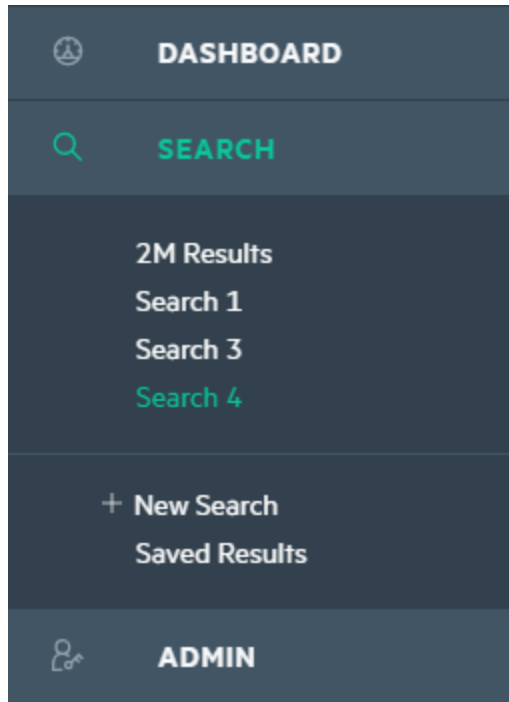 DASHBOARD
SEARCH
2M Results
Search 1
Search 3
Search 4
+ New Search
Saved Results
ADMIN